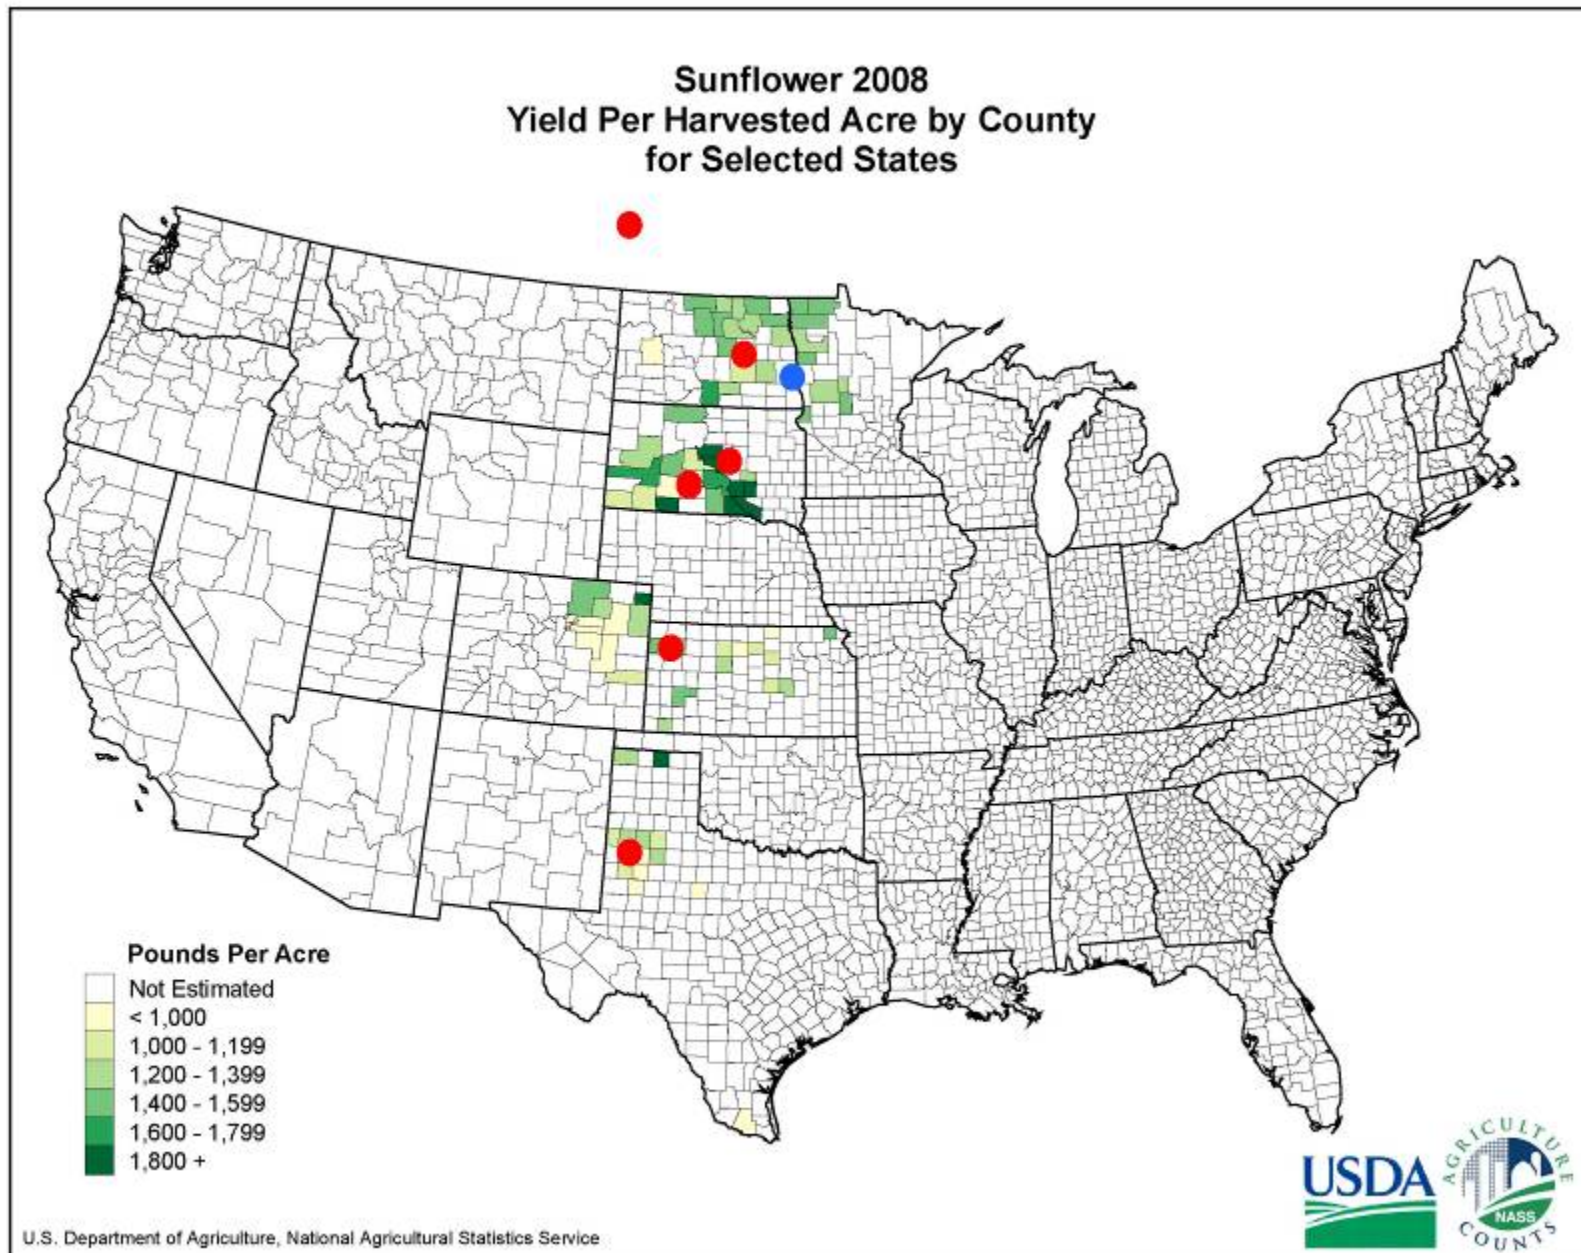 Sunflower 2008
Yield Per Harvested Acre by County
for Selected States
Pounds Per Acre
Not Estimated
< 1,000
1,000 - 1,199
1,200 - 1,399
1,400 - 1,599
1,600 - 1,799
1,800 +
U.S. Department of Agriculture, National Agricultural Statistics Service
USDA
AGRICULTURE
NASS
COUNTS